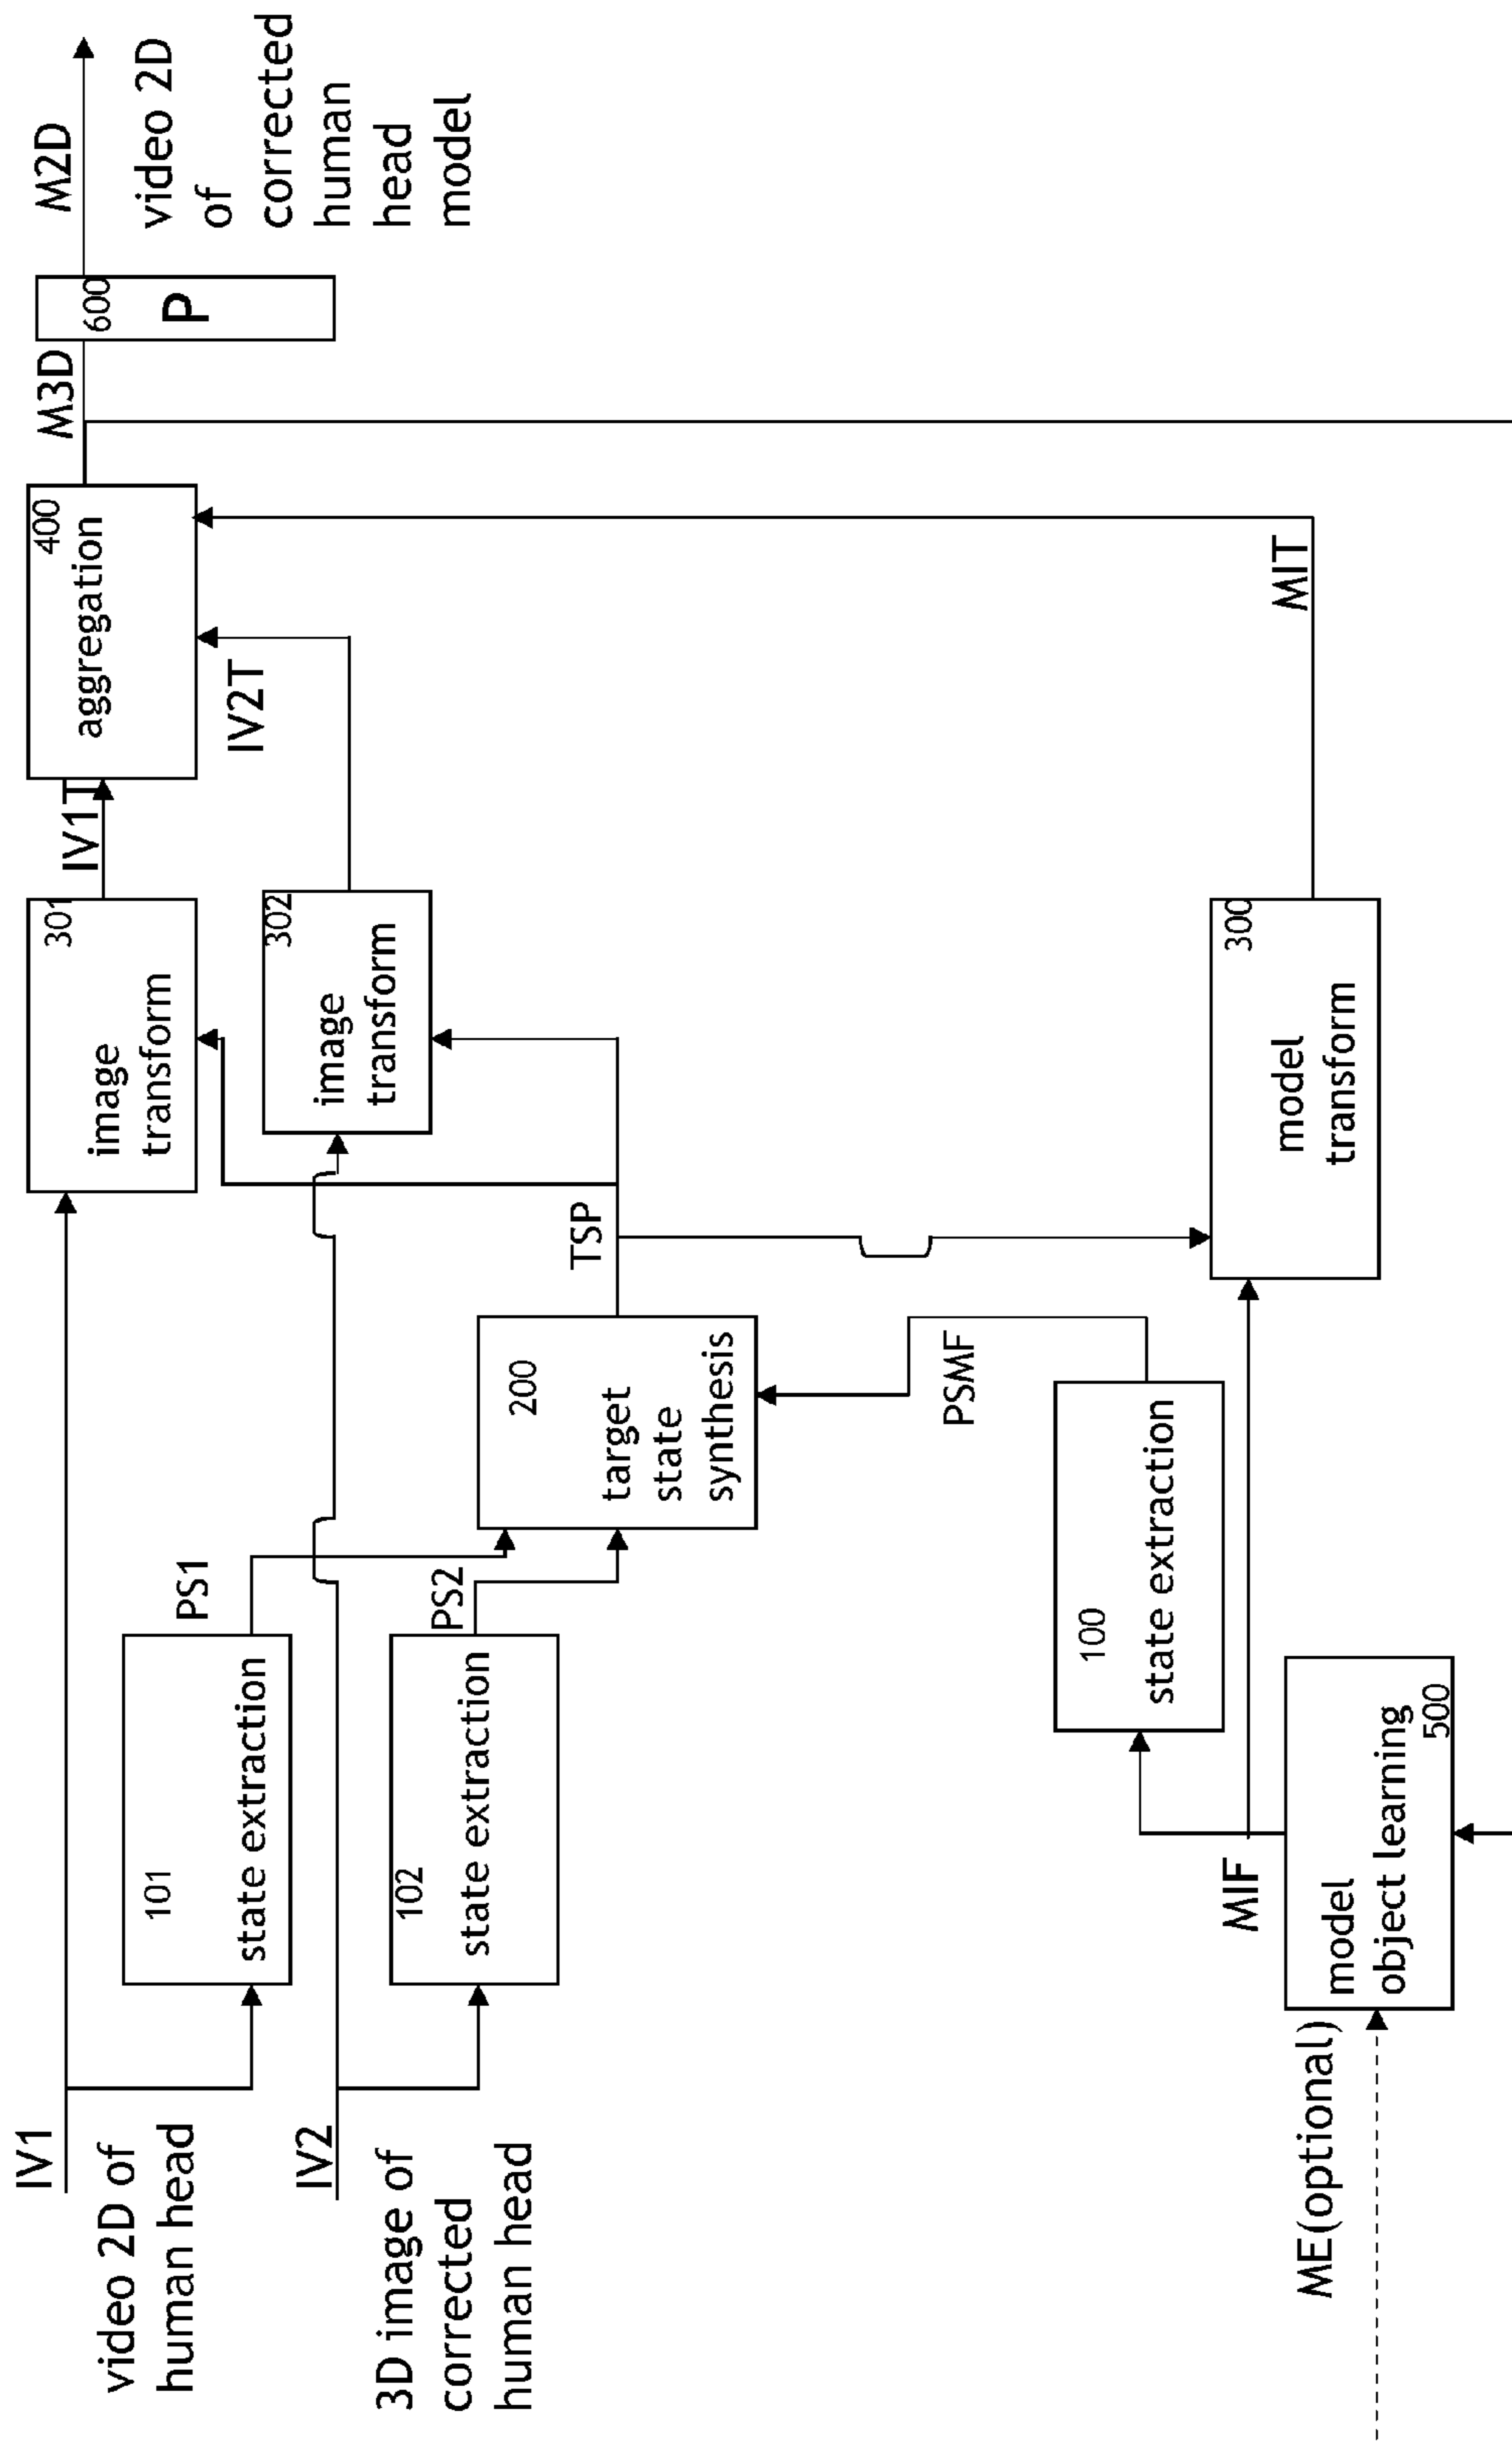 IV1
video 2D of
human head
IV2
3D image of
corrected
human head
ME(optional)
101
state extraction
PS1
102
state extraction
PS2
model
object learning
500
MIF
100
state extraction
PSMF
200
target
state
synthesis
TSP
301
image
transform
IV1T
302
image
transform
IV2T
300
model
transform
MIT
400
aggregation
M3D
600
P
M2D
video 2D
of
corrected
human
head
model